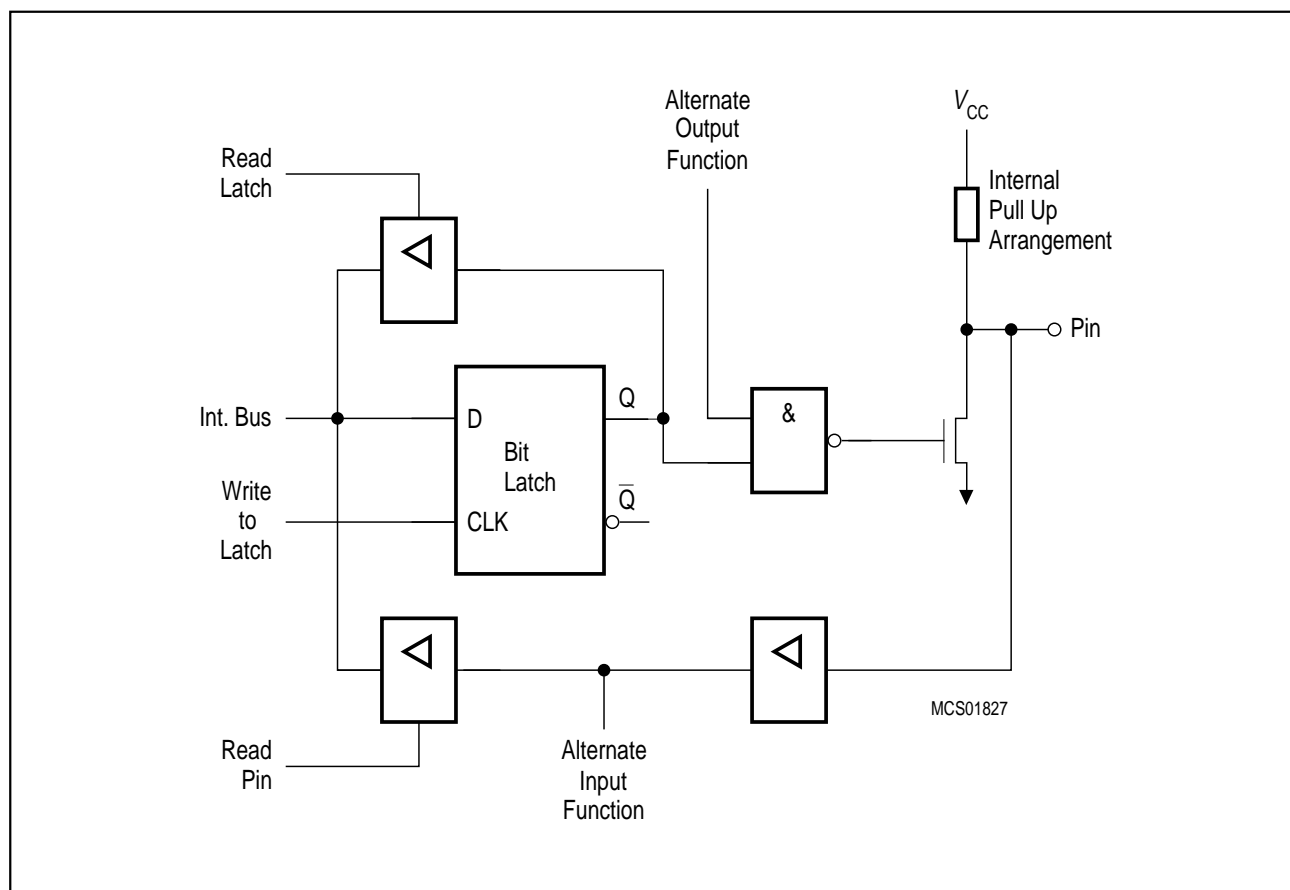 Alternate
Output
Function
V CC
Read
Latch
Internal
Pull Up
Arrangement
Pin
Int. Bus
D
Q
&
Bit
Latch
Q̅
Write
to
Latch
CLK
MCS01827
Read
Pin
Alternate
Input
Function